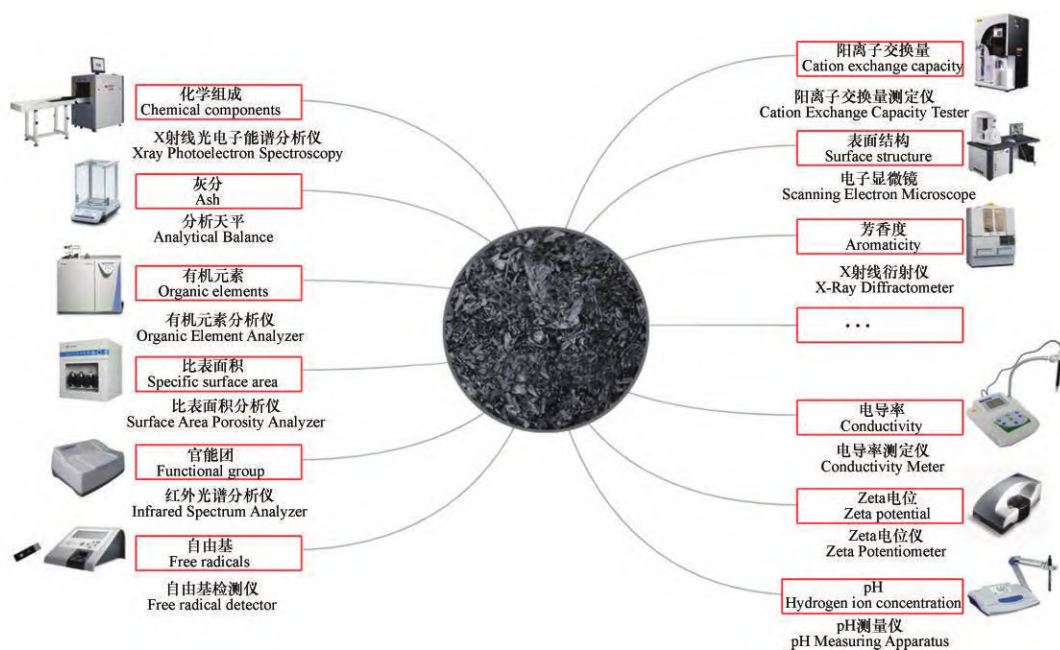 化学组成
Chemical components
X射线光电子能谱分析仪
Xray Photoelectron Spectroscopy
灰分
Ash
分析天平
Analytical Balance
有机元素
Organic elements
有机元素分析仪
Organic Element Analyzer
比表面积
Specific surface area
比表面积分析仪
Surface Area Porosity Analyzer
官能团
Functional group
红外光谱分析仪
Infrared Spectrum Analyzer
自由基
Free radicals
自由基检测仪
Free radical detector
阳离子交换量
Cation exchange capacity
阳离子交换量测定仪
Cation Exchange Capacity Tester
表面结构
Surface structure
电子显微镜
Scanning Electron Microscope
芳香度
Aromaticity
X射线衍射仪
X-Ray Diffractometer
···
电导率
Conductivity
电导率测定仪
Conductivity Meter
Zeta电位
Zeta potential
Zeta电位仪
Zeta Potentiometer
pH
Hydrogen ion concentration
pH测量仪
pH Measuring Apparatus